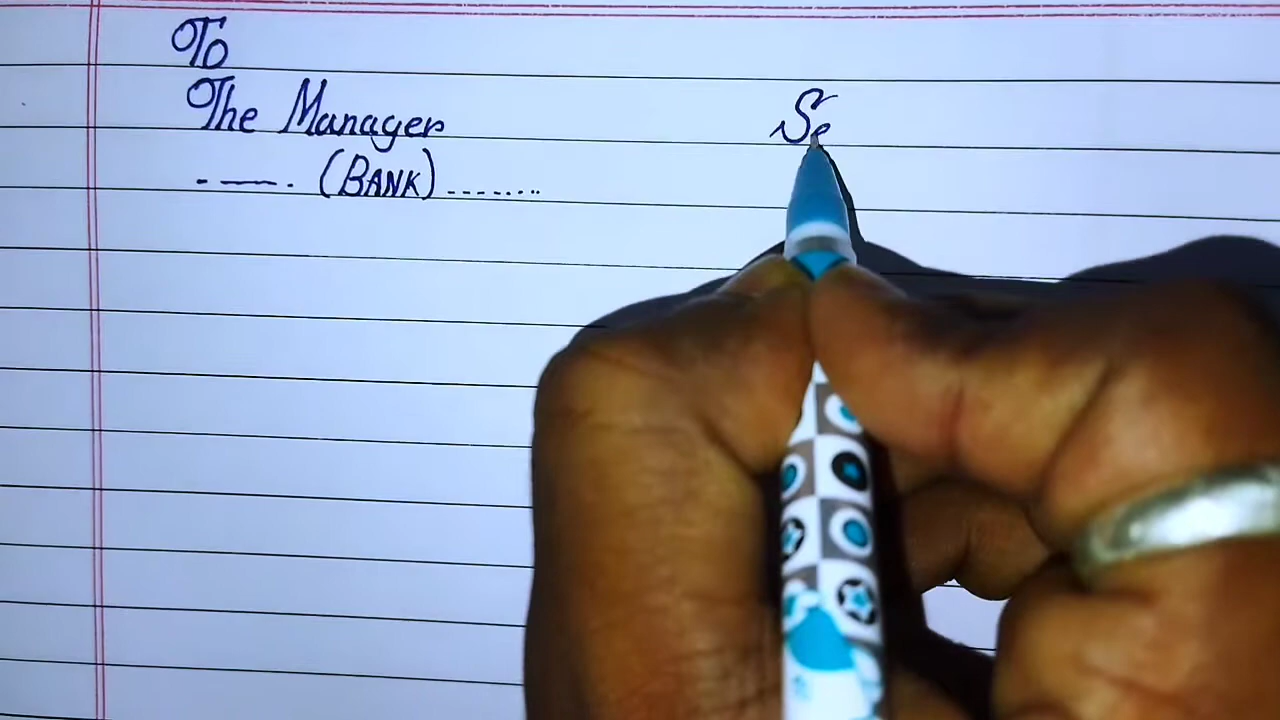 To
The Manager
Se
-——. (BANK)........